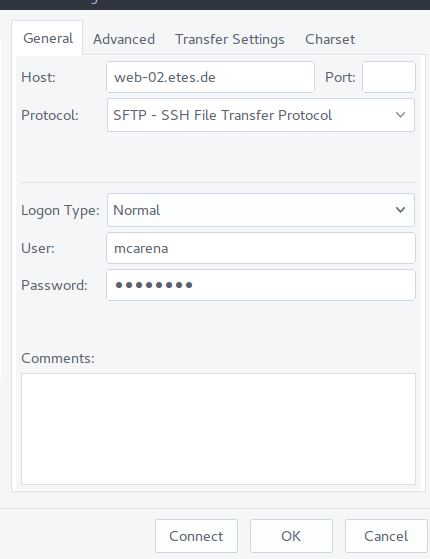 General Advanced Transfer Settings Charset
Host: web-02.etes.de Port:
Protocol: SFTP - SSH File Transfer Protocol
Logon Type: Normal
User: mcarena
Password: ●●●●●●●●
Comments:
Connect OK Cancel